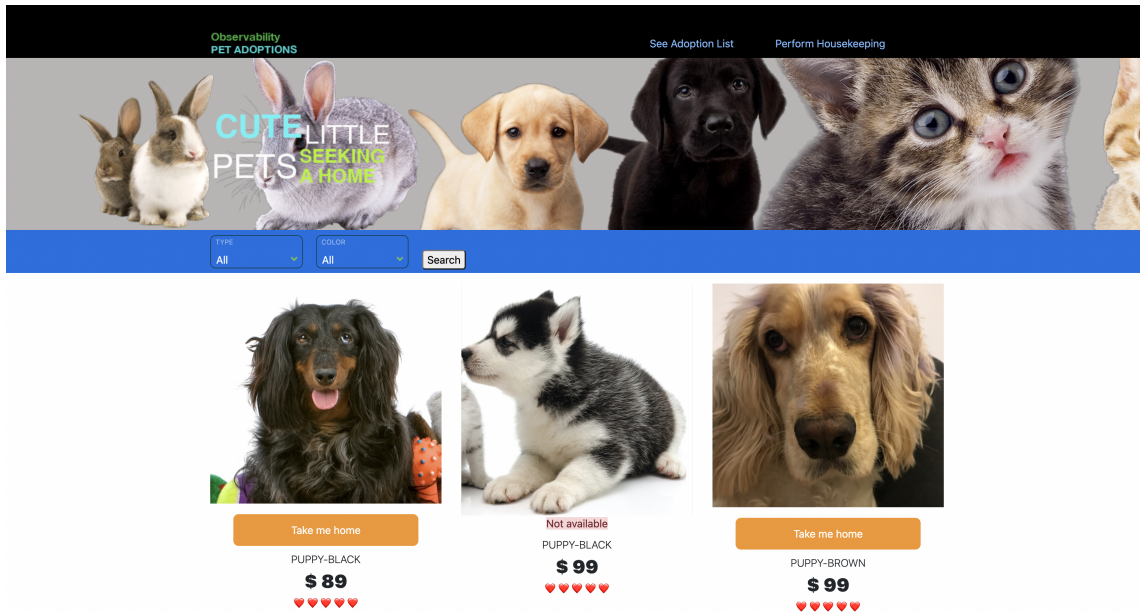 Observability
PET ADOPTIONS
See Adoption List
Perform Housekeeping
CUTE LITTLE
PETS SEEKING
A HOME
TYPE
All
COLOR
All
Search
Take me home
PUPPY-BLACK
$ 89
Not available
PUPPY-BLACK
$ 99
Take me home
PUPPY-BROWN
$ 99